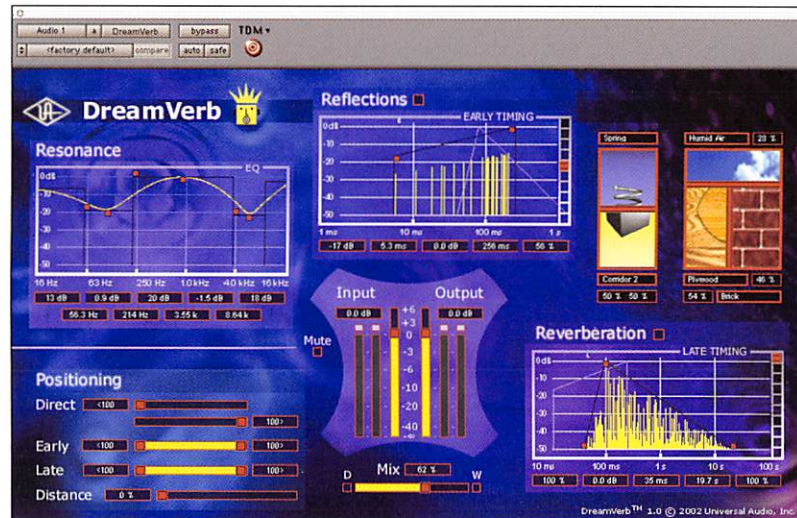 Audio 1 a DreamVerb bypass TDM
<factory default> compare auto safe
UA DreamVerb
Resonance
EQ
0 dB
-10
-20
-30
-40
-50
16 Hz 63 Hz 250 Hz 1.0 kHz 4.0 kHz 16 kHz
13 dB 0.9 dB 20 dB -1.5 dB 18 dB
56.3 Hz 214 Hz 3.55 k 8.64 k
Reflections
EARLY TIMING
E
0 dB
-10
-20
-30
-40
-50
1 ms 10 ms 100 ms 1 s
-17 dB 5.3 ms 0.0 dB 256 ms 56 %
Spring
Corridor 2
50 % 50 %
Humid Air 28 %
Plywood 46 %
54 % Brick
Input Output
0.0 dB 0.0 dB
+6
+3
0
-3
-6
-10
-20
-40
-∞
Mute
D Mix 62 % W
Positioning
Direct <100
100>
Early <100 100>
Late <100 100>
Distance 0 %
Reverberation
LATE TIMING
L
0 dB
-10
-20
-30
-40
-50
10 ms 100 ms 1 s 10 s 100 s
100 % 0.0 dB 35 ms 19.7 s 100 %
DreamVerb™ 1.0 © 2002 Universal Audio, Inc.